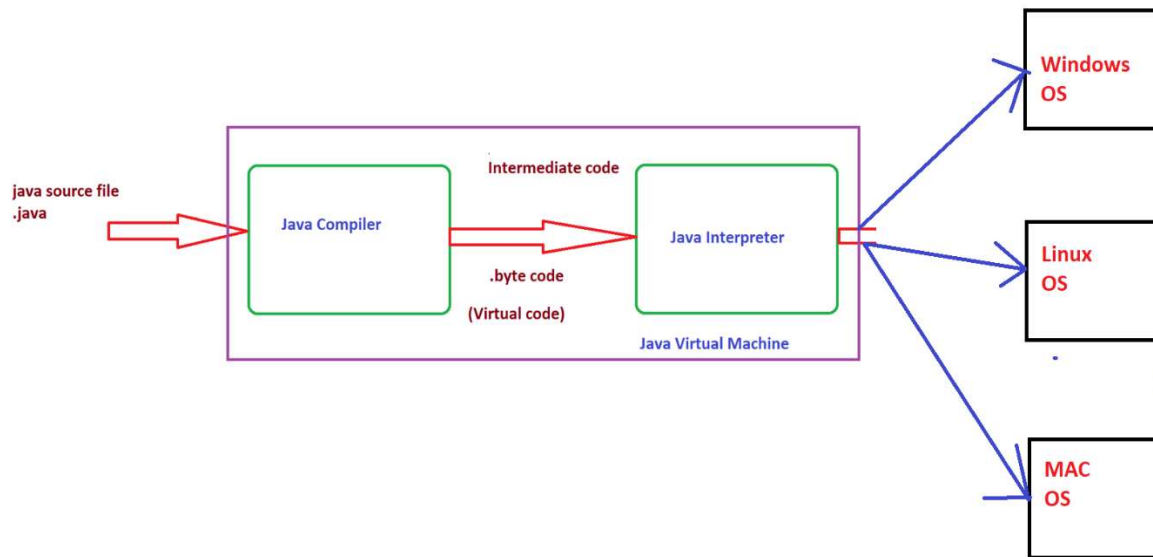 java source file
.java
Java Compiler
Intermediate code
.byte code
(Virtual code)
Java Interpreter
Java Virtual Machine
Windows
OS
Linux
OS
MAC
OS